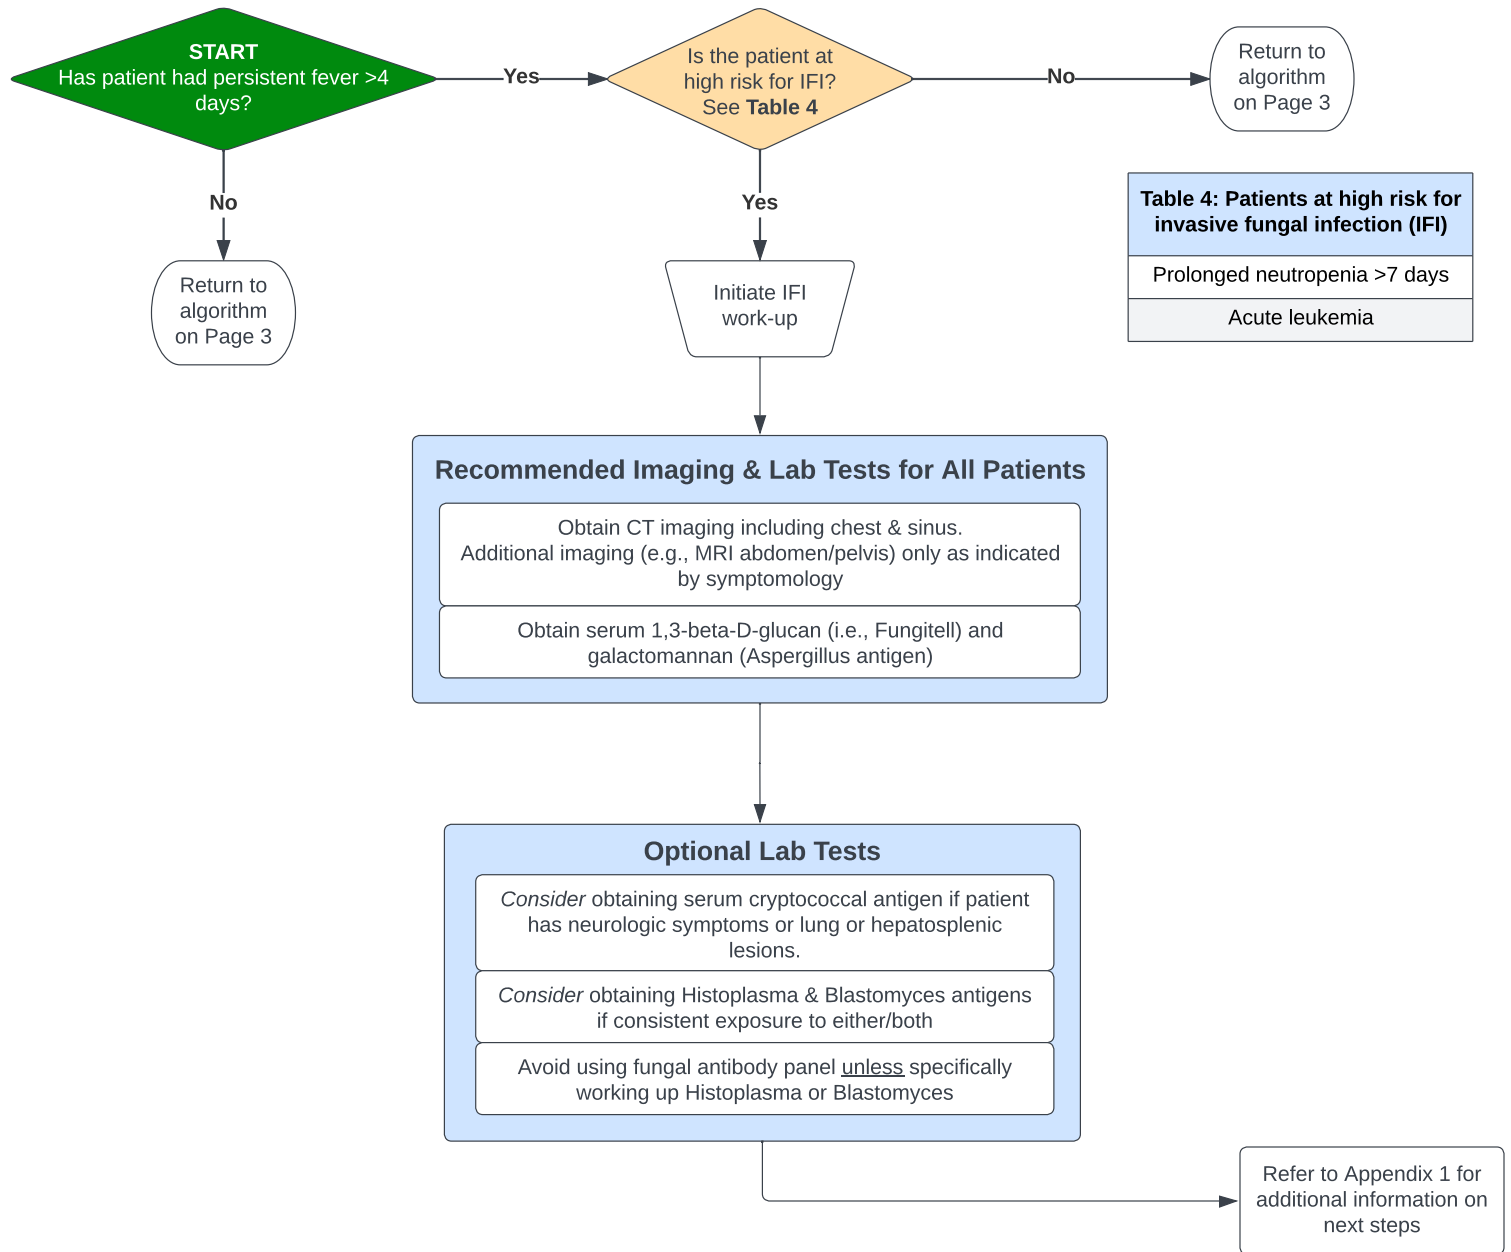 START
Has patient had persistent fever >4
days?
Yes
Is the patient at
high risk for IFI?
See Table 4
No
Return to
algorithm
on Page 3
No
Return to
algorithm
on Page 3
Yes
Table 4: Patients at high risk for
invasive fungal infection (IFI)
Prolonged neutropenia >7 days
Acute leukemia
Initiate IFI
work-up
Recommended Imaging & Lab Tests for All Patients
Obtain CT imaging including chest & sinus.
Additional imaging (e.g., MRI abdomen/pelvis) only as indicated
by symptomology
Obtain serum 1,3-beta-D-glucan (i.e., Fungitell) and
galactomannan (Aspergillus antigen)
Optional Lab Tests
Consider obtaining serum cryptococcal antigen if patient
has neurologic symptoms or lung or hepatosplenic
lesions.
Consider obtaining Histoplasma & Blastomyces antigens
if consistent exposure to either/both
Avoid using fungal antibody panel unless specifically
working up Histoplasma or Blastomyces
Refer to Appendix 1 for
additional information on
next steps